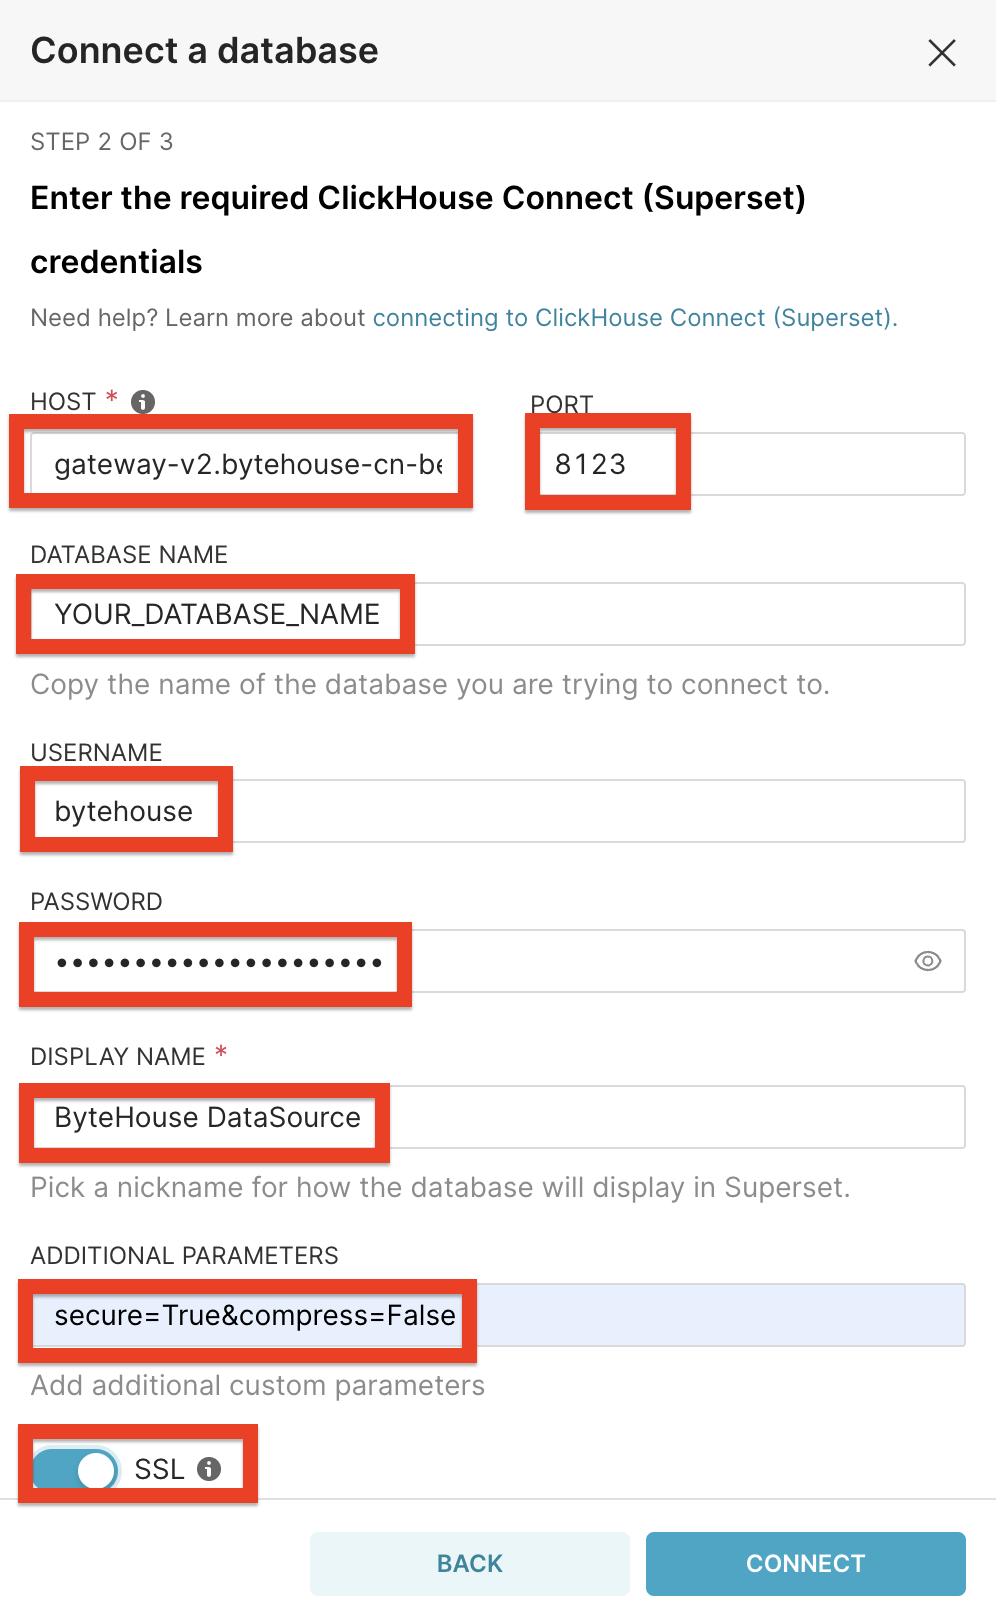 Connect a database
STEP 2 OF 3
Enter the required ClickHouse Connect (Superset)
credentials
Need help? Learn more about connecting to ClickHouse Connect (Superset).
HOST *
PORT
gateway-v2.bytehouse-cn-be
8123
DATABASE NAME
YOUR_DATABASE_NAME
Copy the name of the database you are trying to connect to.
USERNAME
bytehouse
PASSWORD
•••••••••••••••••••••
DISPLAY NAME *
ByteHouse DataSource
Pick a nickname for how the database will display in Superset.
ADDITIONAL PARAMETERS
secure=True&compress=False
Add additional custom parameters
SSL
BACK
CONNECT